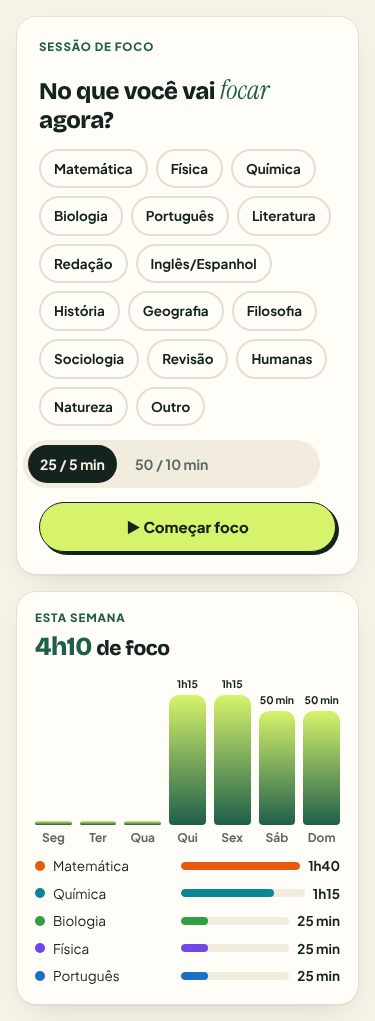 SESSÃO DE FOCO
No que você vai focar
agora?
Matemática Física Química
Biologia Português Literatura
Redação Inglês/Espanhol
História Geografia Filosofia
Sociologia Revisão Humanas
Natureza Outro
25 / 5 min 50 / 10 min
▶ Começar foco
ESTA SEMANA
4h10 de foco
1h15 1h15 50 min 50 min
Seg Ter Qua Qui Sex Sáb Dom
Matemática 1h40
Química 1h15
Biologia 25 min
Física 25 min
Português 25 min